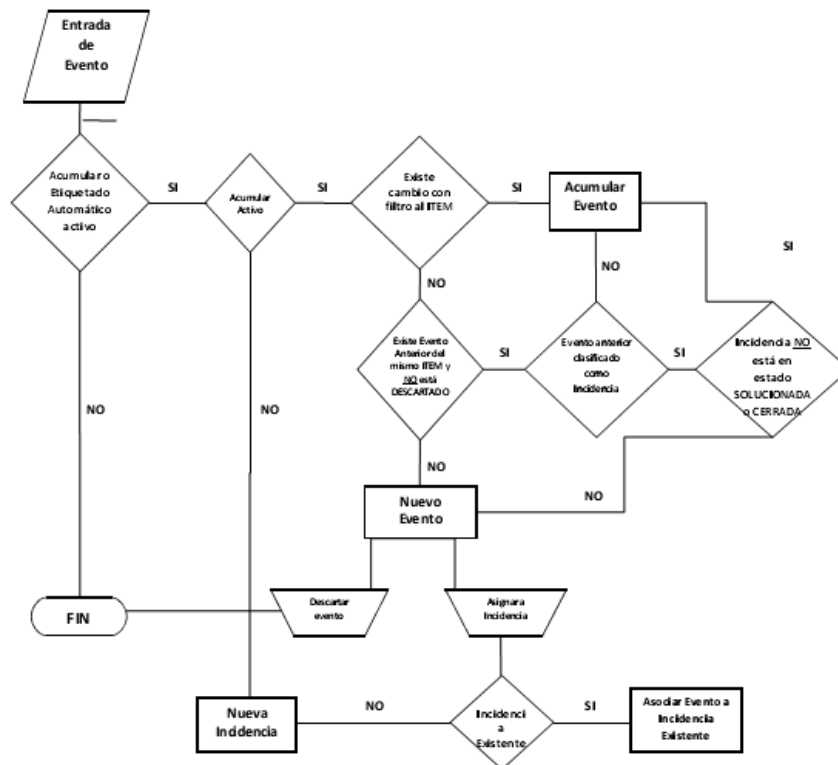 Entrada
de
Evento
Acumular o
Etiquetado
Automático
activo
SI
Acumular
Activo
SI
Existe
cambio con
filtro al ITEM
SI
Acumular
Evento
SI
NO
NO
Existe Evento
Anterior del
mismo ITEM y
NO está
DESCARTADO
SI
Evento anterior
clasificado
como
Incidencia
SI
Incidencia NO
está en
estado
SOLUCIONADA
o CERRADA
NO
NO
NO
NO
Nuevo
Evento
FIN
Descartar
evento
Asignar a
Incidencia
Nueva
Incidencia
NO
Incidenci
a
Existente
SI
Asociar Evento a
Incidencia
Existente